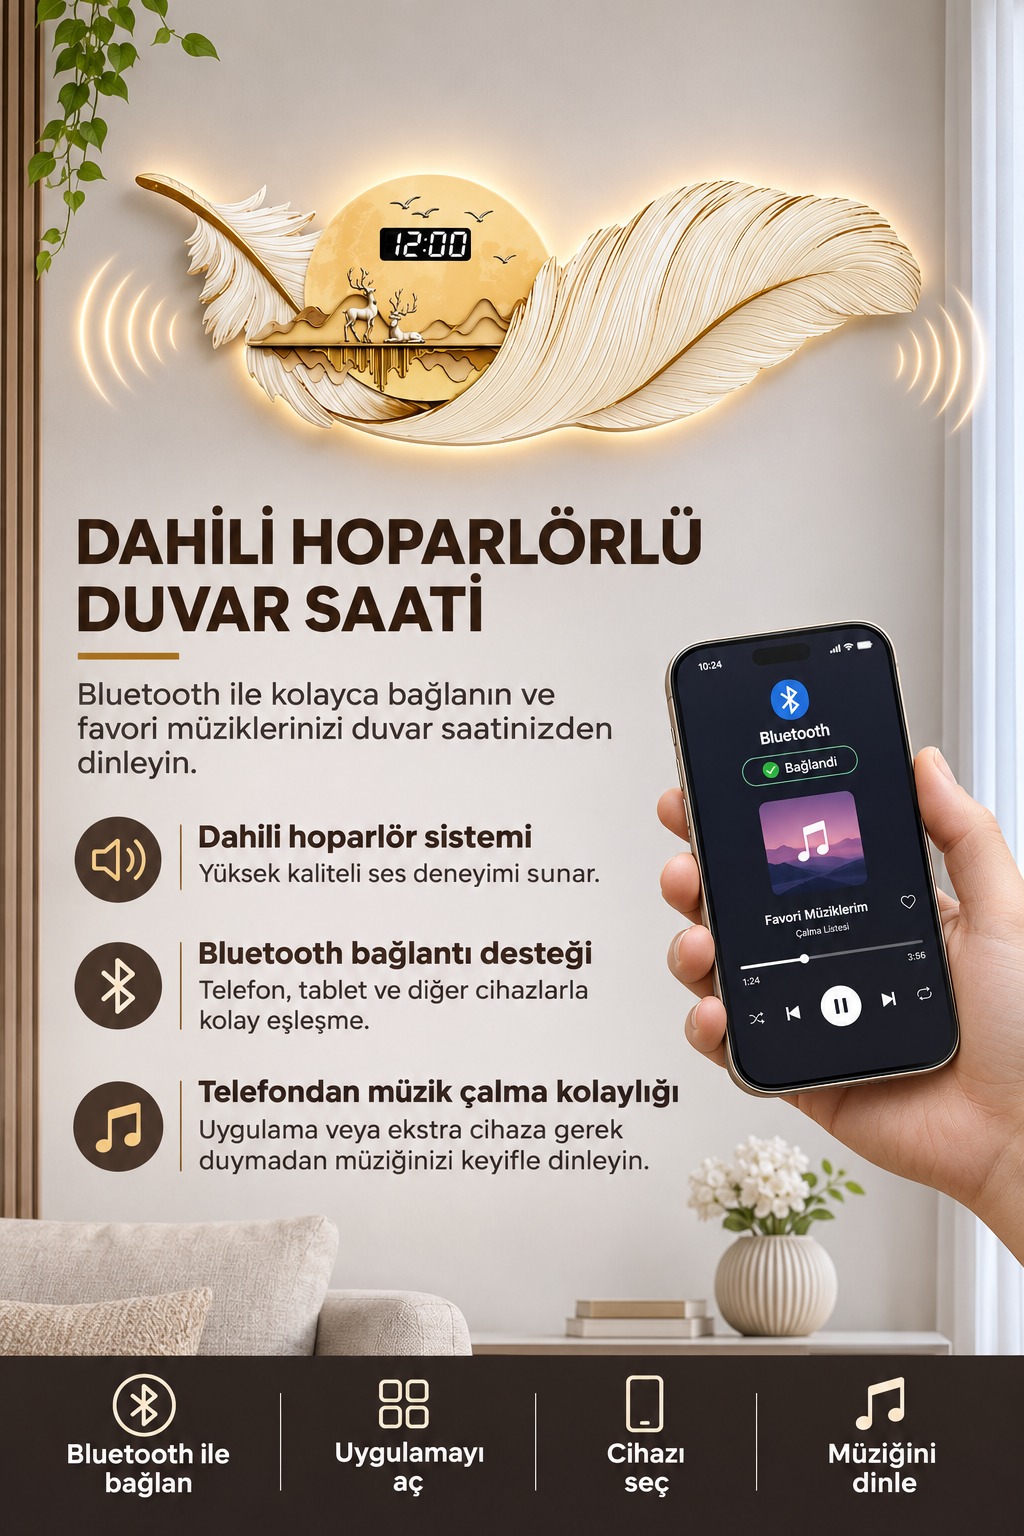 12:00
DAHİLİ HOPARLÖRLÜ
DUVAR SAATİ
Bluetooth ile kolayca bağlanın ve
favori müziklerinizi duvar saatinizden
dinleyin.
Dahili hoparlör sistemi
Yüksek kaliteli ses deneyimi sunar.
Bluetooth bağlantı desteği
Telefon, tablet ve diğer cihazlarla
kolay eşleşme.
Telefondan müzik çalma kolaylığı
Uygulama veya ekstra cihaza gerek
duymadan müziğinizi keyifle dinleyin.
10:24
Bluetooth
Bağlandi
Favori Müziklerim
Çalma Listesi
1:24
3:56
Bluetooth ile
bağlan
Uygulamayı
aç
Cihazı
seç
Müziğini
dinle